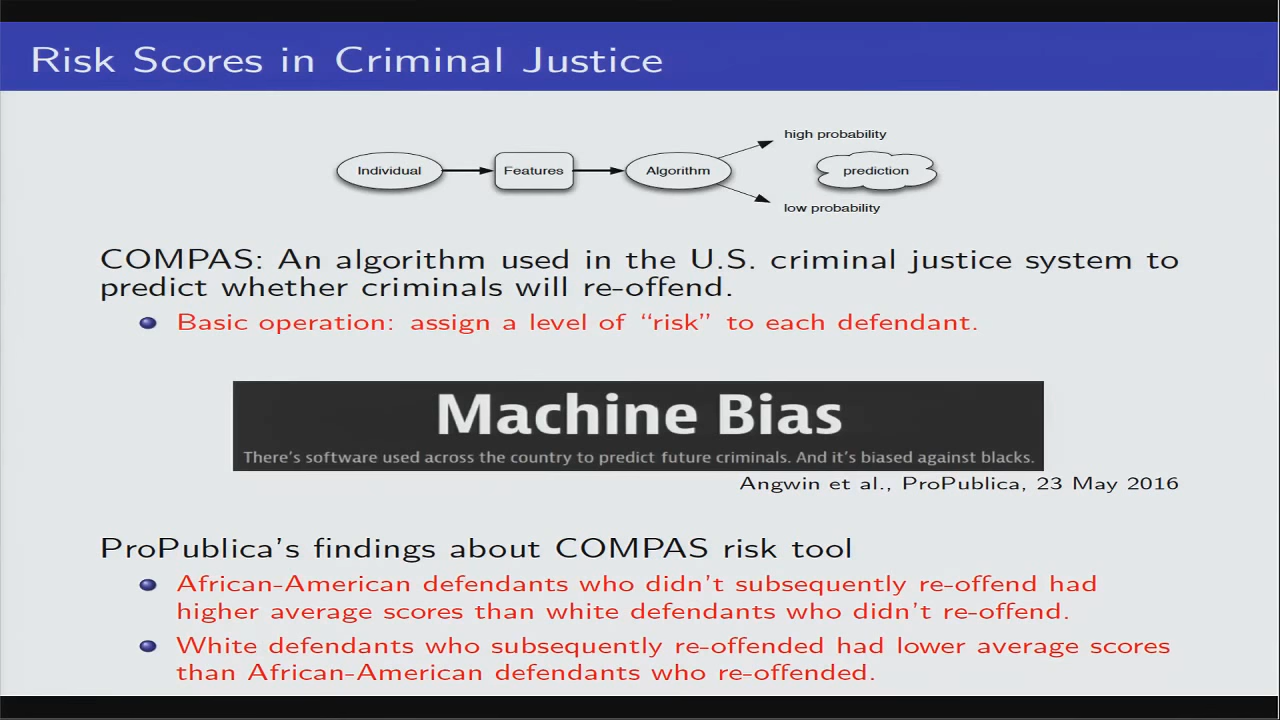 Risk Scores in Criminal Justice
high probability
Individual
Features
Algorithm
prediction
low probability
COMPAS: An algorithm used in the U.S. criminal justice system to
predict whether criminals will re-offend.
Basic operation: assign a level of “risk” to each defendant.
Machine Bias
There's software used across the country to predict future criminals. And it's biased against blacks.
Angwin et al., ProPublica, 23 May 2016
ProPublica's findings about COMPAS risk tool
African-American defendants who didn't subsequently re-offend had
higher average scores than white defendants who didn't re-offend.
White defendants who subsequently re-offended had lower average scores
than African-American defendants who re-offended.